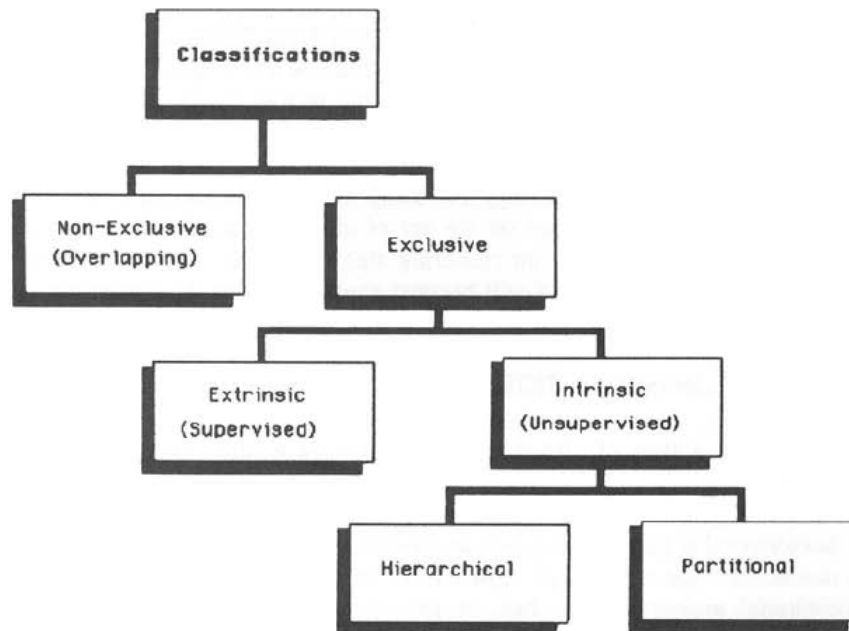 Classifications
Non-Exclusive
(Overlapping)
Exclusive
Extrinsic
(Supervised)
Intrinsic
(Unsupervised)
Hierarchical
Partitional